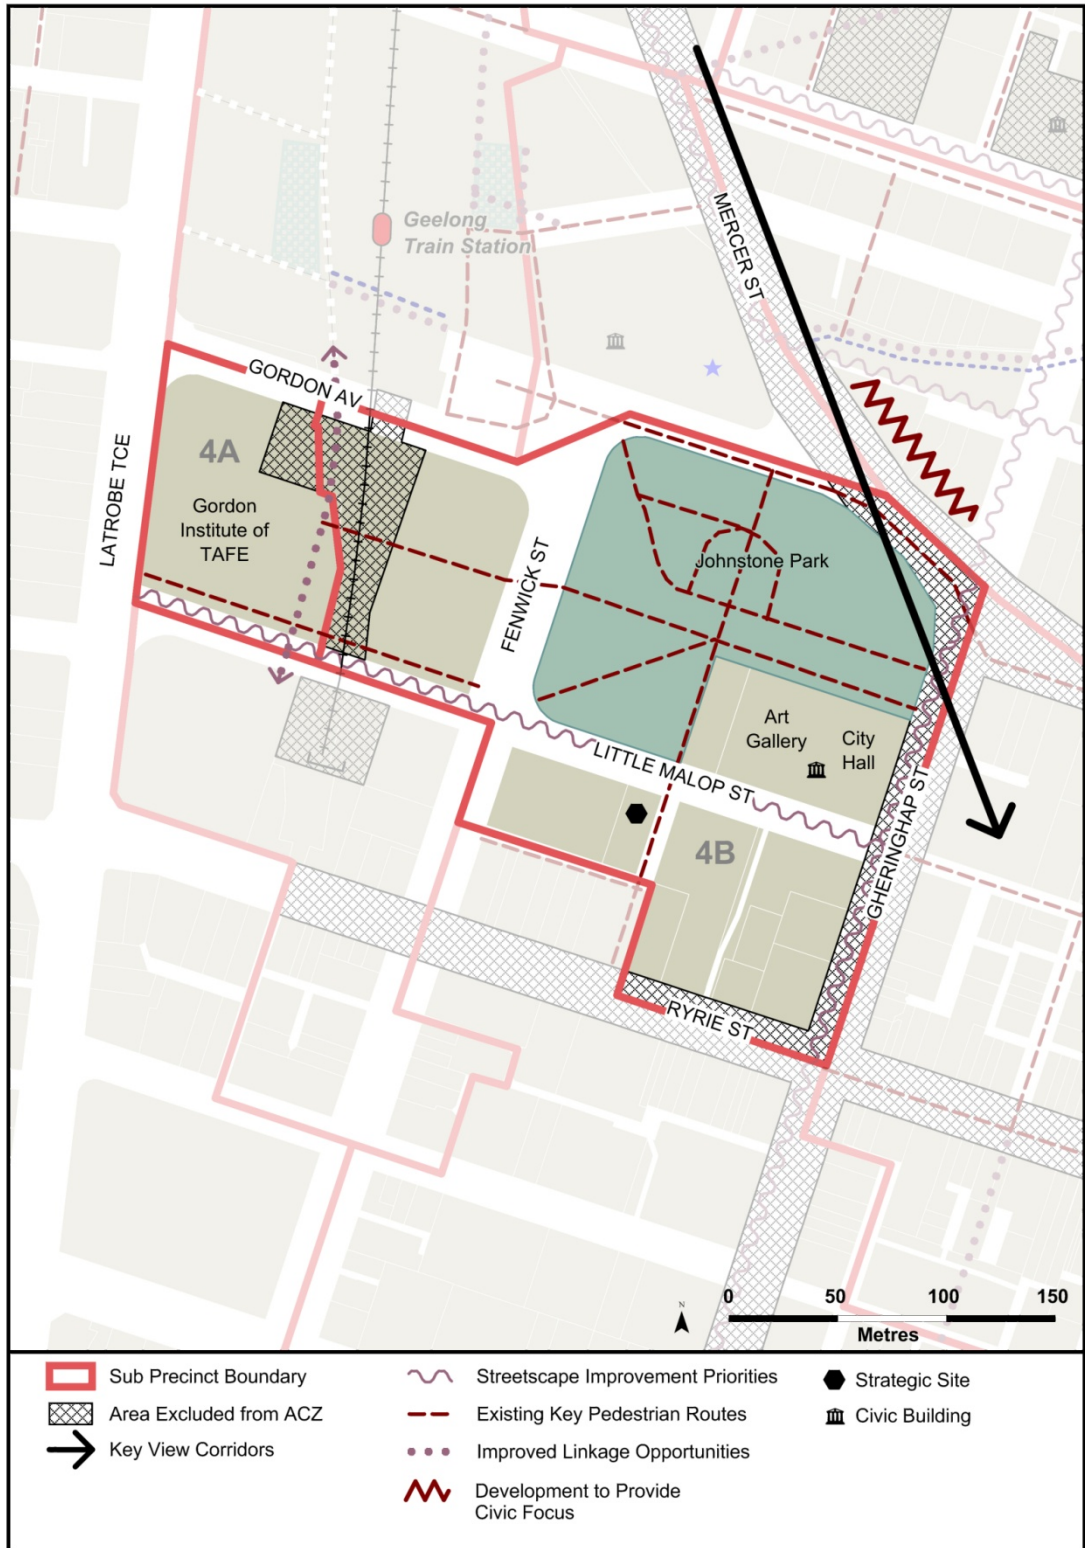 MERCER ST
Geelong
Train Station
GORDON AV
4A
Gordon
Institute of
TAFE
LATROBE TCE
FENWICK ST
Johnstone Park
Art
Gallery
City
Hall
LITTLE MALOP ST
4B
GHERINGHAP ST
RYRIE ST
N
0 50 100 150
Metres
Sub Precinct Boundary
Area Excluded from ACZ
Key View Corridors
Streetscape Improvement Priorities
Existing Key Pedestrian Routes
Improved Linkage Opportunities
Development to Provide
Civic Focus
Strategic Site
Civic Building